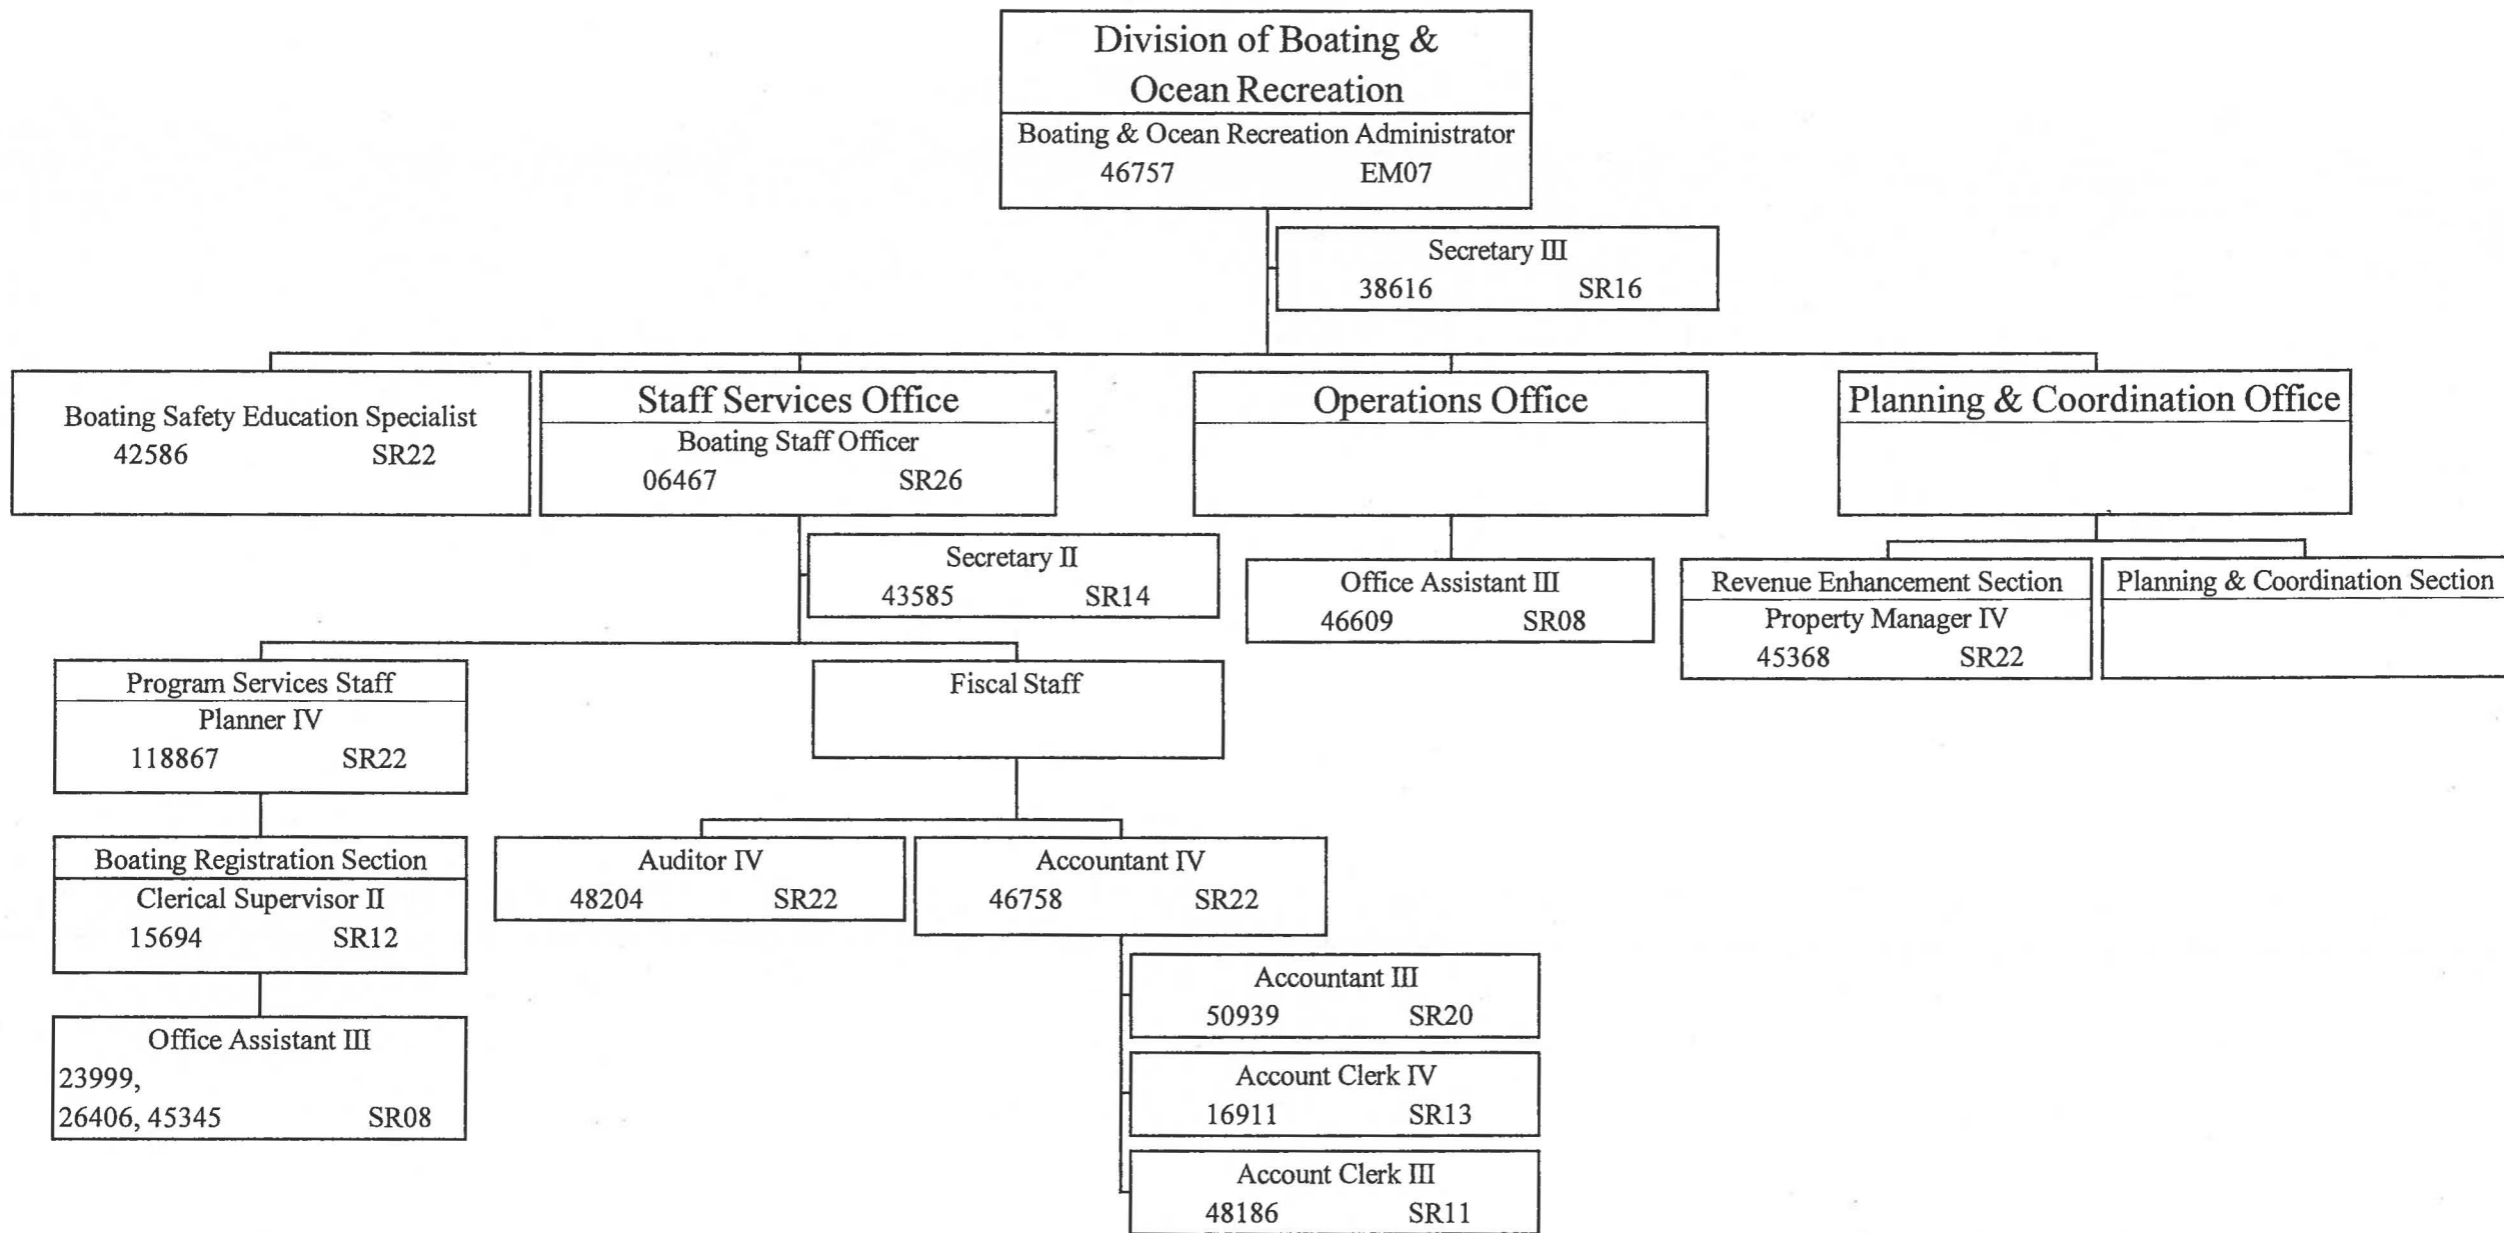 Division of Boating &
Ocean Recreation
Boating & Ocean Recreation Administrator
46757 EM07
Secretary III
38616 SR16
Boating Safety Education Specialist
42586 SR22
Staff Services Office
Boating Staff Officer
06467 SR26
Operations Office
Planning & Coordination Office
Secretary II
43585 SR14
Office Assistant III
46609 SR08
Revenue Enhancement Section
Property Manager IV
45368 SR22
Planning & Coordination Section
Program Services Staff
Planner IV
118867 SR22
Fiscal Staff
Boating Registration Section
Clerical Supervisor II
15694 SR12
Auditor IV
48204 SR22
Accountant IV
46758 SR22
Office Assistant III
23999,
26406, 45345 SR08
Accountant III
50939 SR20
Account Clerk IV
16911 SR13
Account Clerk III
48186 SR11